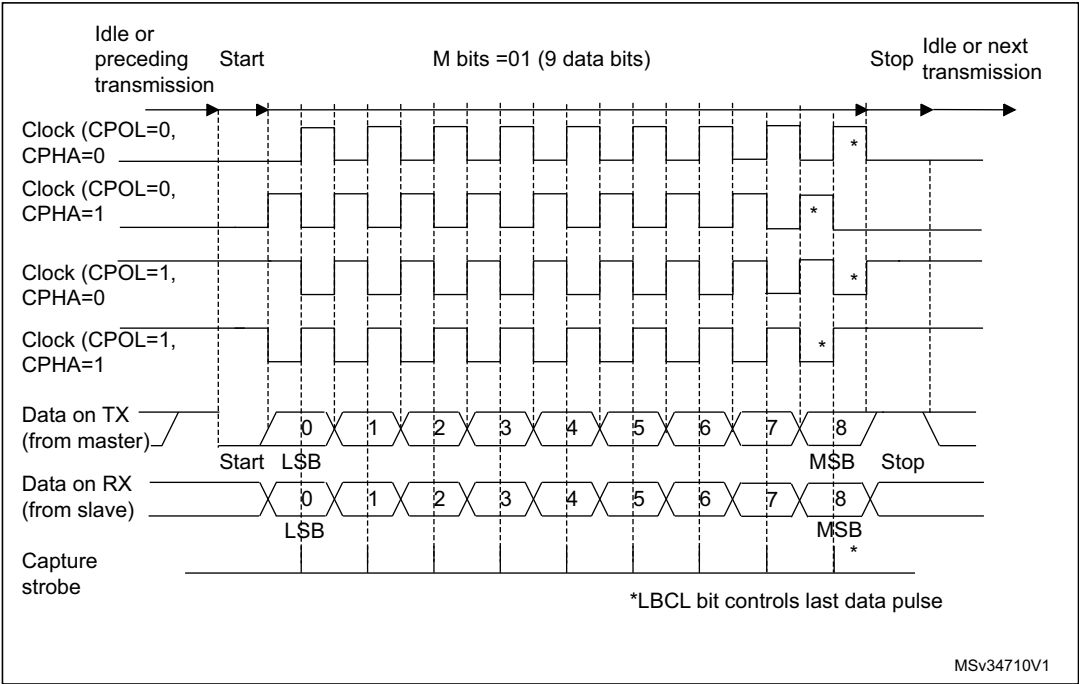 Idle or
preceding
transmission
Start
M bits =01 (9 data bits)
Stop
Idle or next
transmission
Clock (CPOL=0,
CPHA=0
*
Clock (CPOL=0,
CPHA=1
*
Clock (CPOL=1,
CPHA=0
*
Clock (CPOL=1,
CPHA=1
*
Data on TX
(from master)
0 1 2 3 4 5 6 7 8
Start LSB MSB Stop
Data on RX
(from slave)
0 1 2 3 4 5 6 7 8
LSB MSB
Capture
strobe
*
*LBCL bit controls last data pulse
MSv34710V1